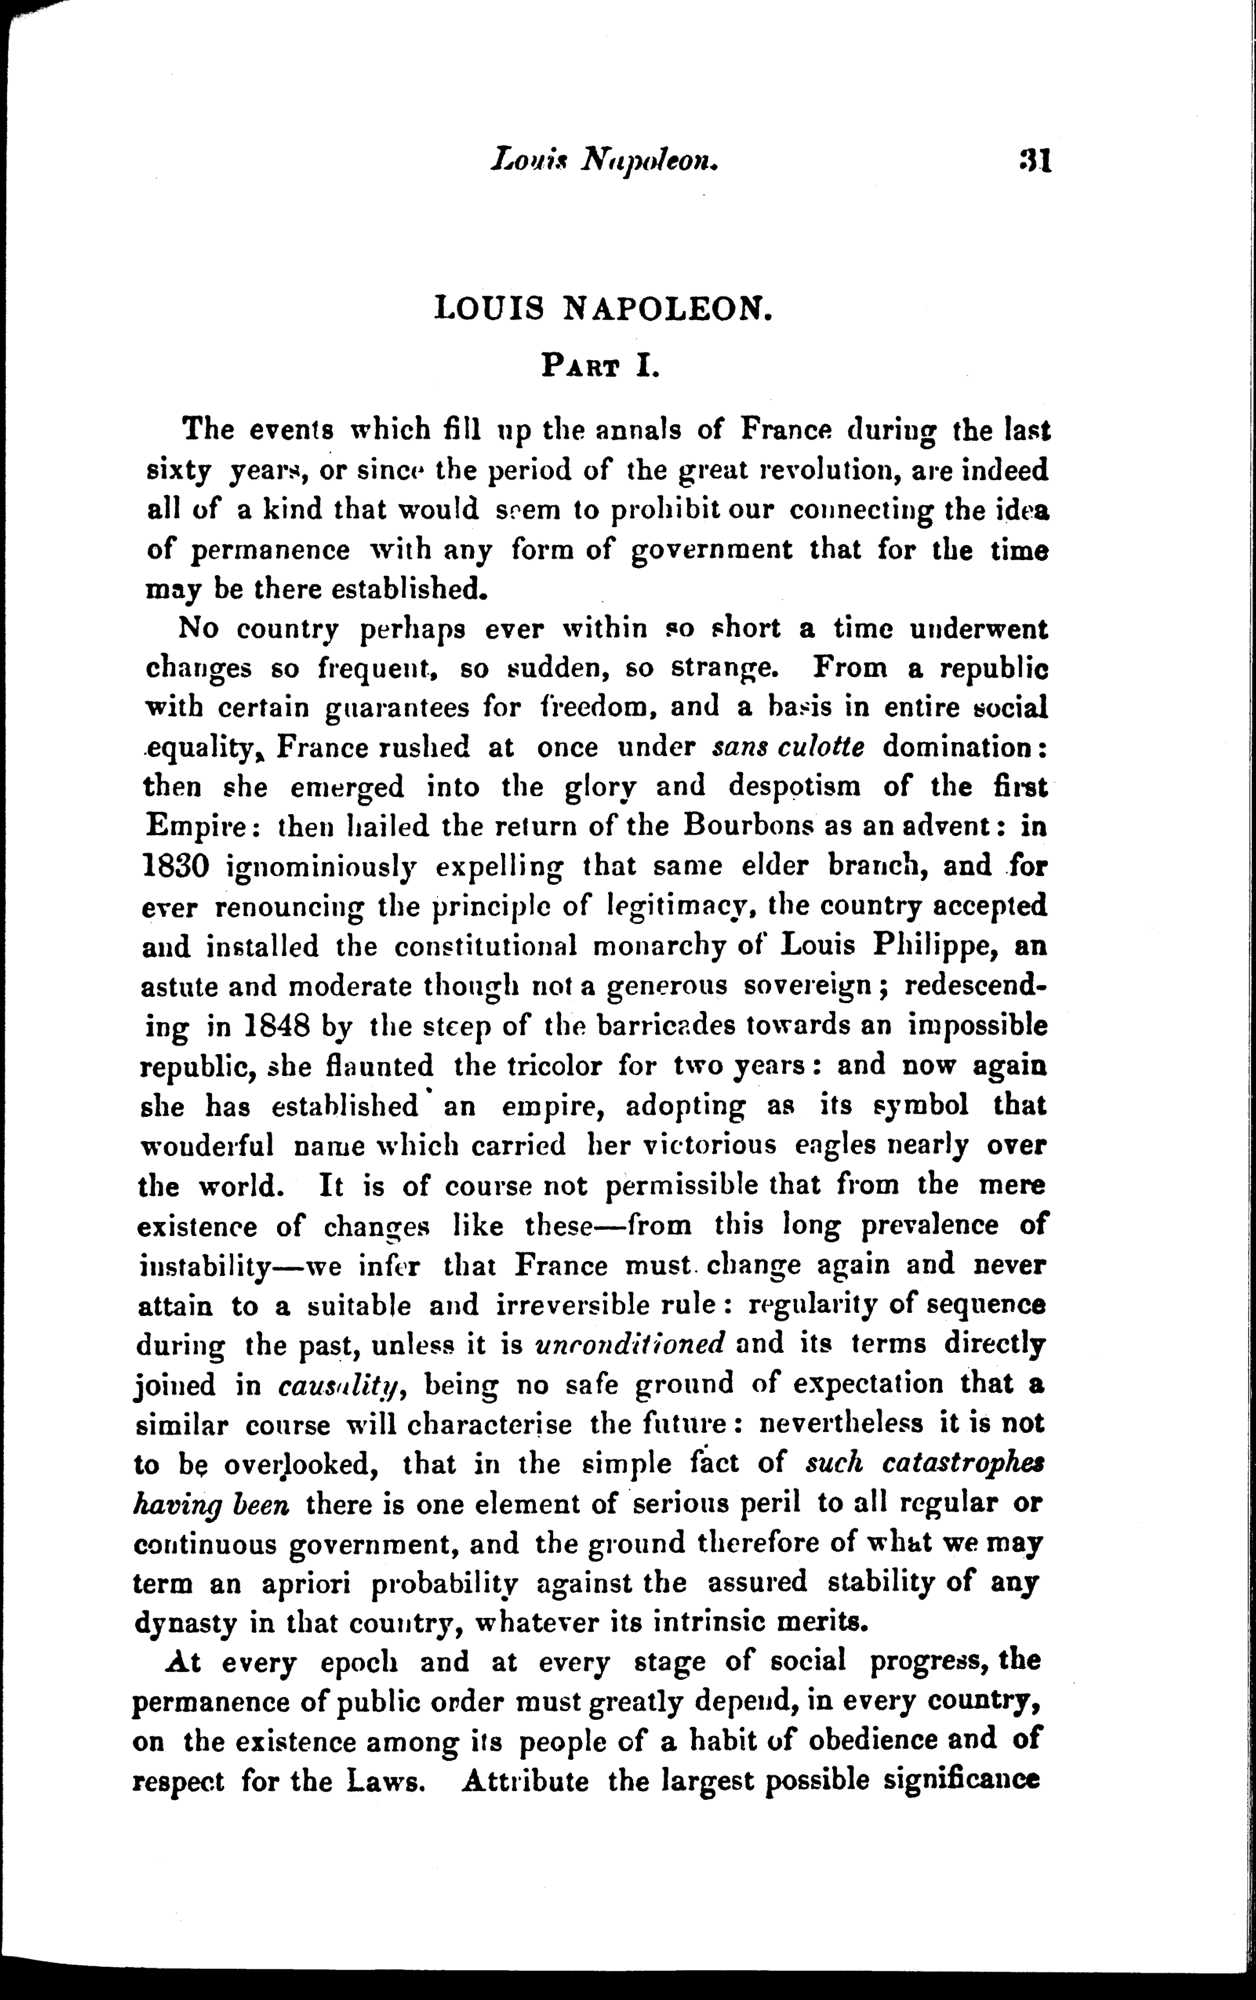 Louis Napoleon. 31
LOUIS NAPOLEON.
PART I.
The events which fill up the annals of France during the last
sixty years, or since the period of the great revolution, are indeed
all of a kind that would seem to prohibit our connecting the idea
of permanence with any form of government that for the time
may be there established.
No country perhaps ever within so short a time underwent
changes so frequent, so sudden, so strange. From a republic
with certain guarantees for freedom, and a basis in entire social
equality, France rushed at once under sans culotte domination:
then she emerged into the glory and despotism of the first
Empire: then hailed the return of the Bourbons as an advent: in
1830 ignominiously expelling that same elder branch, and for
ever renouncing the principle of legitimacy, the country accepted
and installed the constitutional monarchy of Louis Philippe, an
astute and moderate though not a generous sovereign; redescend-
ing in 1848 by the steep of the barricades towards an impossible
republic, she flaunted the tricolor for two years: and now again
she has established an empire, adopting as its symbol that
wonderful name which carried her victorious eagles nearly over
the world. It is of course not permissible that from the mere
existence of changes like these—from this long prevalence of
instability—we infer that France must change again and never
attain to a suitable and irreversible rule: regularity of sequence
during the past, unless it is unconditioned and its terms directly
joined in causality, being no safe ground of expectation that a
similar course will characterise the future: nevertheless it is not
to be overlooked, that in the simple fact of such catastrophes
having been there is one element of serious peril to all regular or
continuous government, and the ground therefore of what we may
term an apriori probability against the assured stability of any
dynasty in that country, whatever its intrinsic merits.
At every epoch and at every stage of social progress, the
permanence of public order must greatly depend, in every country,
on the existence among its people of a habit of obedience and of
respect for the Laws. Attribute the largest possible significance